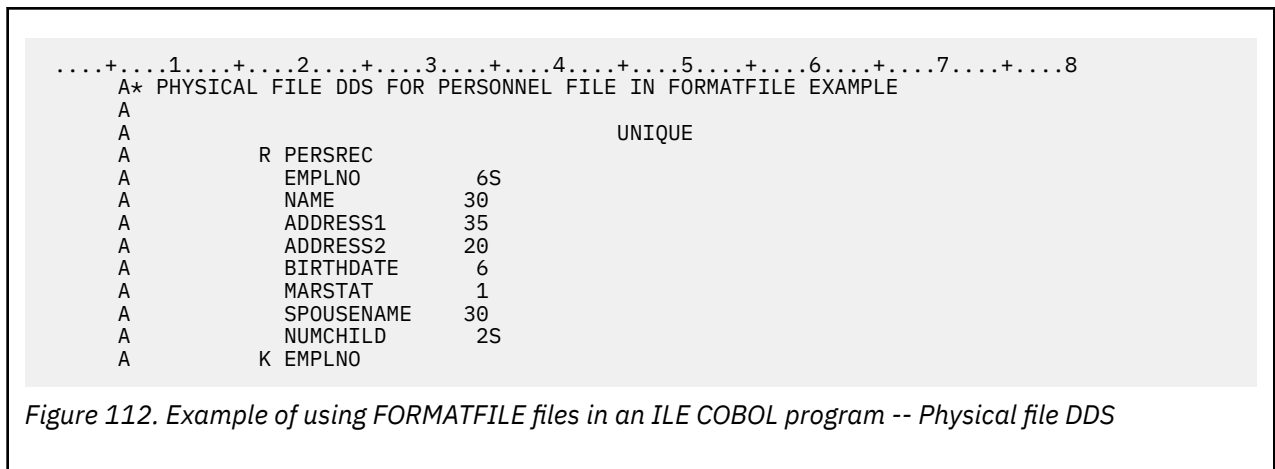 ....+....1....+....2....+....3....+....4....+....5....+....6....+....7....+....8
     A* PHYSICAL FILE DDS FOR PERSONNEL FILE IN FORMATFILE EXAMPLE
     A
     A                                      UNIQUE
     A          R PERSREC
     A            EMPLNO         6S
     A            NAME          30
     A            ADDRESS1      35
     A            ADDRESS2      20
     A            BIRTHDATE      6
     A            MARSTAT        1
     A            SPOUSENAME    30
     A            NUMCHILD       2S
     A          K EMPLNO
Figure 112. Example of using FORMATFILE files in an ILE COBOL program -- Physical file DDS